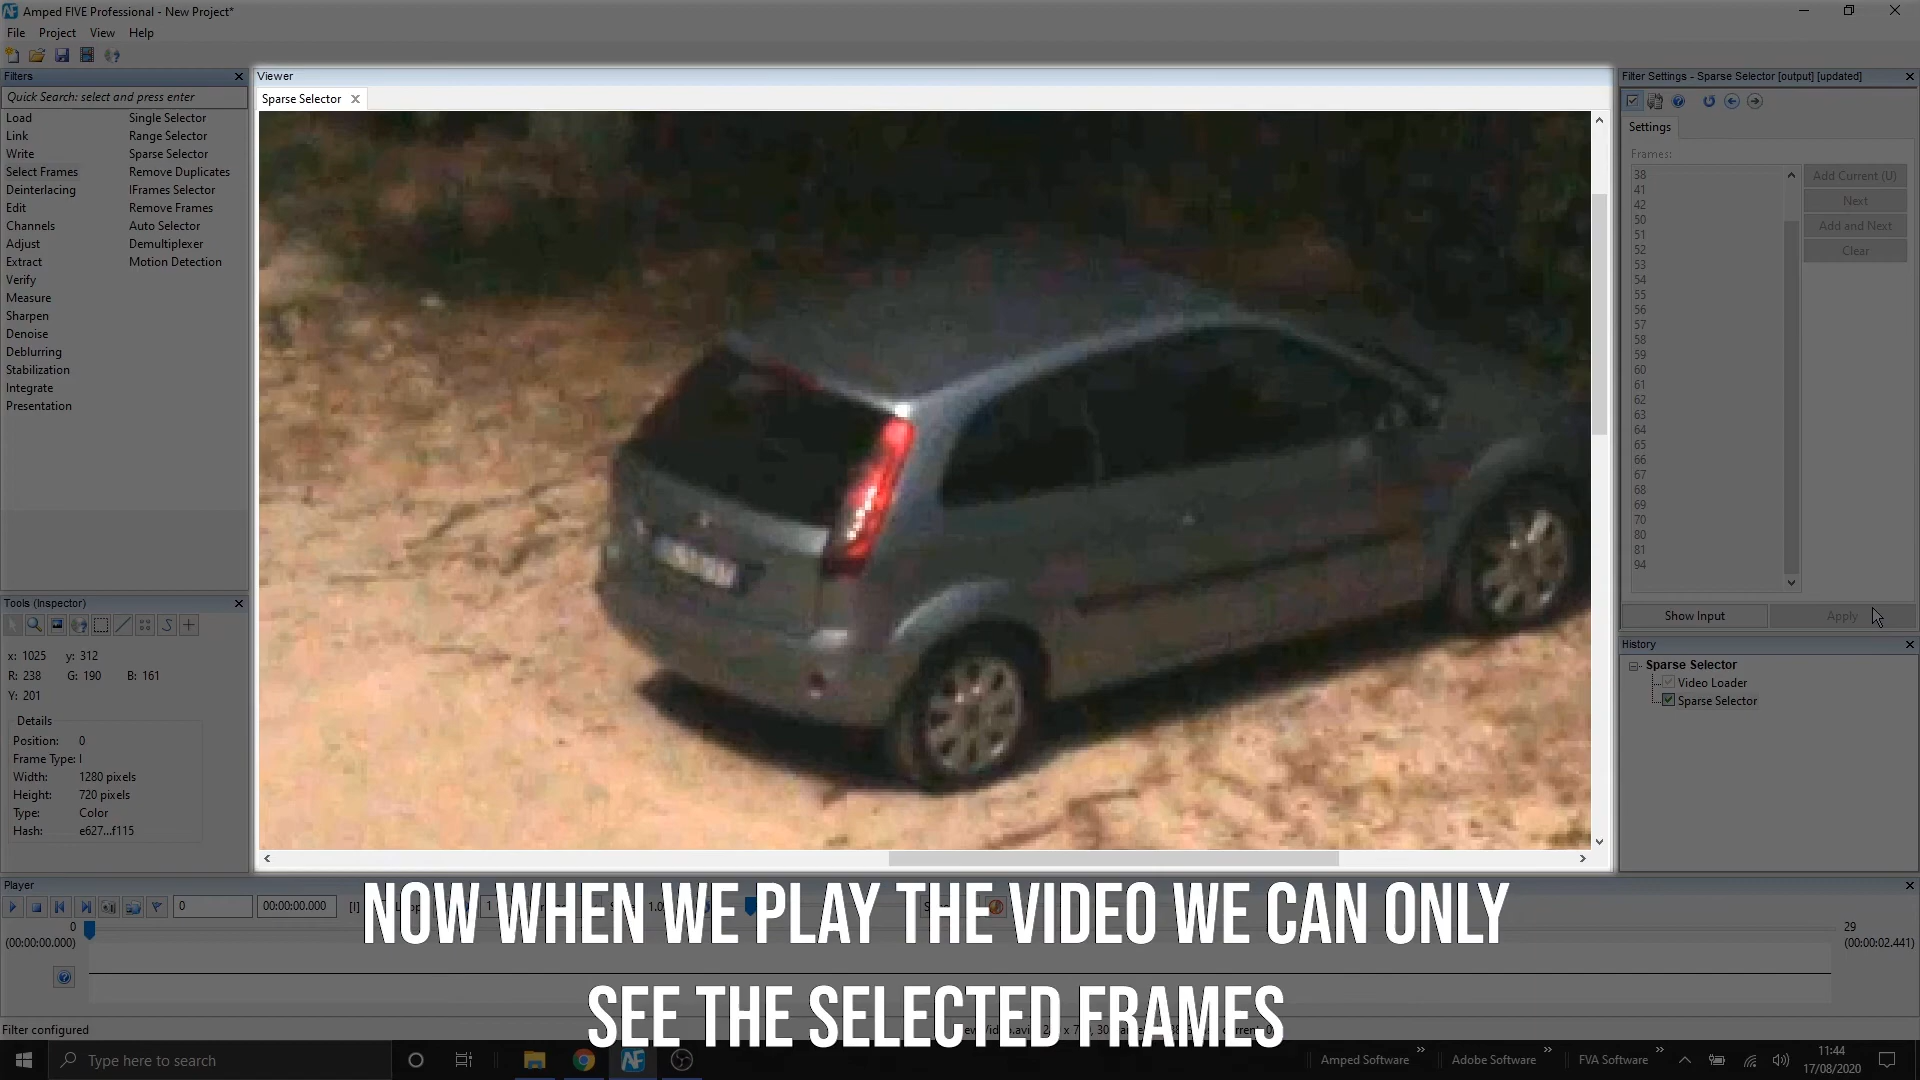 Amped FIVE Professional - New Project*
File Project View Help
Filters
Quick Search: select and press enter
Load
Link
Write
Select Frames
Deinterlacing
Edit
Channels
Adjust
Extract
Verify
Measure
Sharpen
Denoise
Deblurring
Stabilization
Integrate
Presentation
Single Selector
Range Selector
Sparse Selector
Remove Duplicates
IFrames Selector
Remove Frames
Auto Selector
Demultiplexer
Motion Detection
Tools (Inspector)
x: 1025 y: 312
R: 238 G: 190 B: 161
Y: 201
Details
Position: 0
Frame Type: I
Width: 1280 pixels
Height: 720 pixels
Type: Color
Hash: e627...f115
Viewer
Sparse Selector
Filter Settings - Sparse Selector [output] [updated]
Settings
Frames:
38
41
42
50
51
52
53
54
55
56
57
58
59
60
61
62
63
64
65
66
67
68
69
70
80
81
94
Add Current (U)
Next
Add and Next
Clear
Show Input Apply
History
Sparse Selector
Video Loader
Sparse Selector
Player
0 00:00:00.000 [I]
0
(00:00:00.000)
29
(00:00:02.441)
NOW WHEN WE PLAY THE VIDEO WE CAN ONLY
SEE THE SELECTED FRAMES
Filter configured
Type here to search
Amped Software Adobe Software FVA Software
11:44
17/08/2020